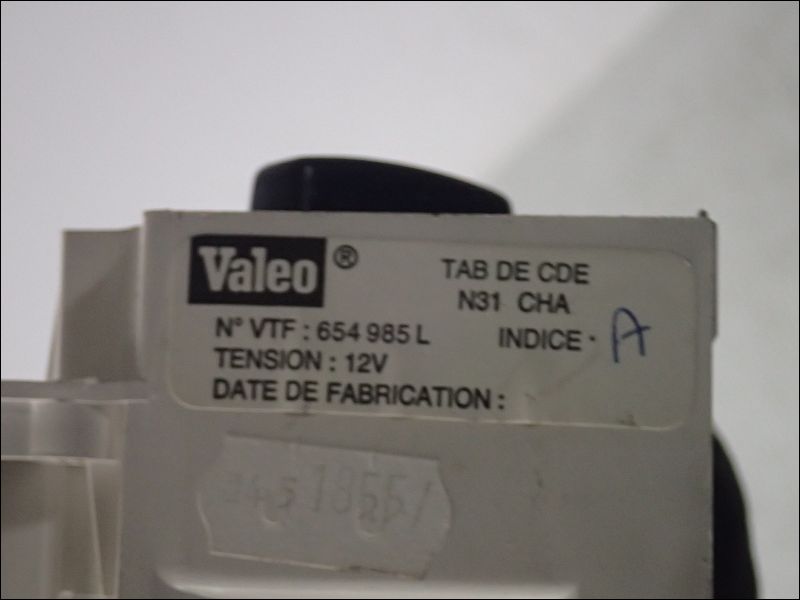 Valeo®
TAB DE CDE
N31 CHA
N° VTF : 654 985 L
INDICE · A
TENSION : 12V
DATE DE FABRICATION :